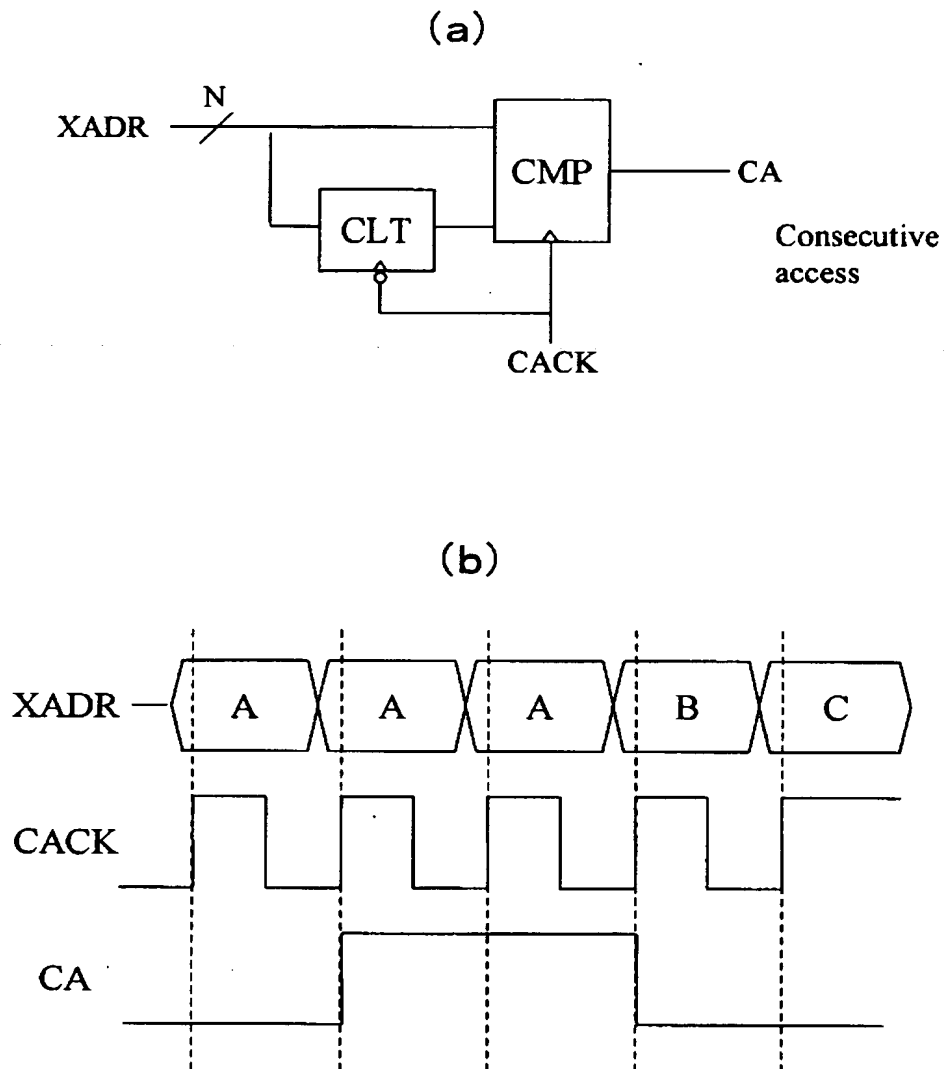 (a)
N
XADR
CMP
CA
CLT
Consecutive
access
CACK
(b)
XADR
A
A
A
B
C
CACK
CA